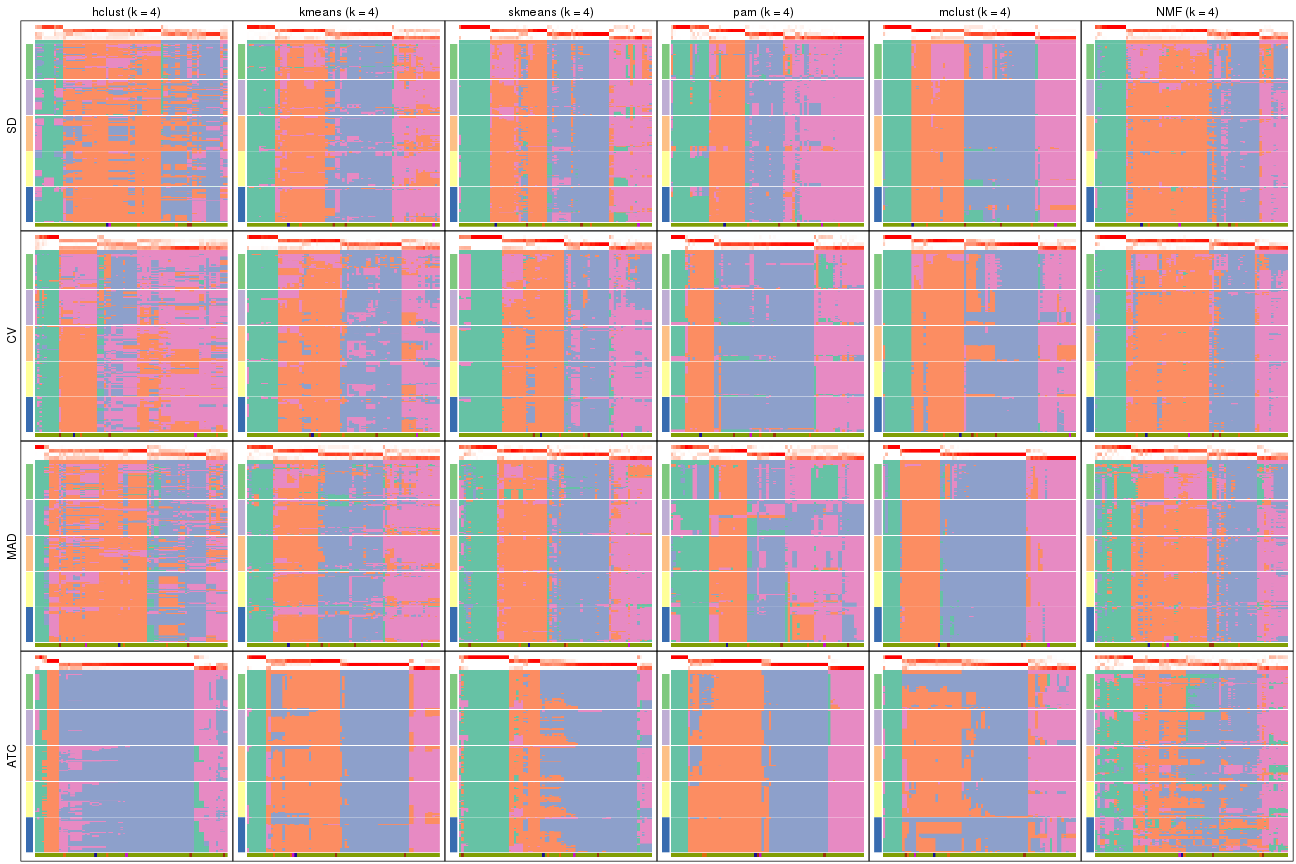 hclust (k = 4)
kmeans (k = 4)
skmeans (k = 4)
pam (k = 4)
mclust (k = 4)
NMF (k = 4)
SD
CV
MAD
ATC